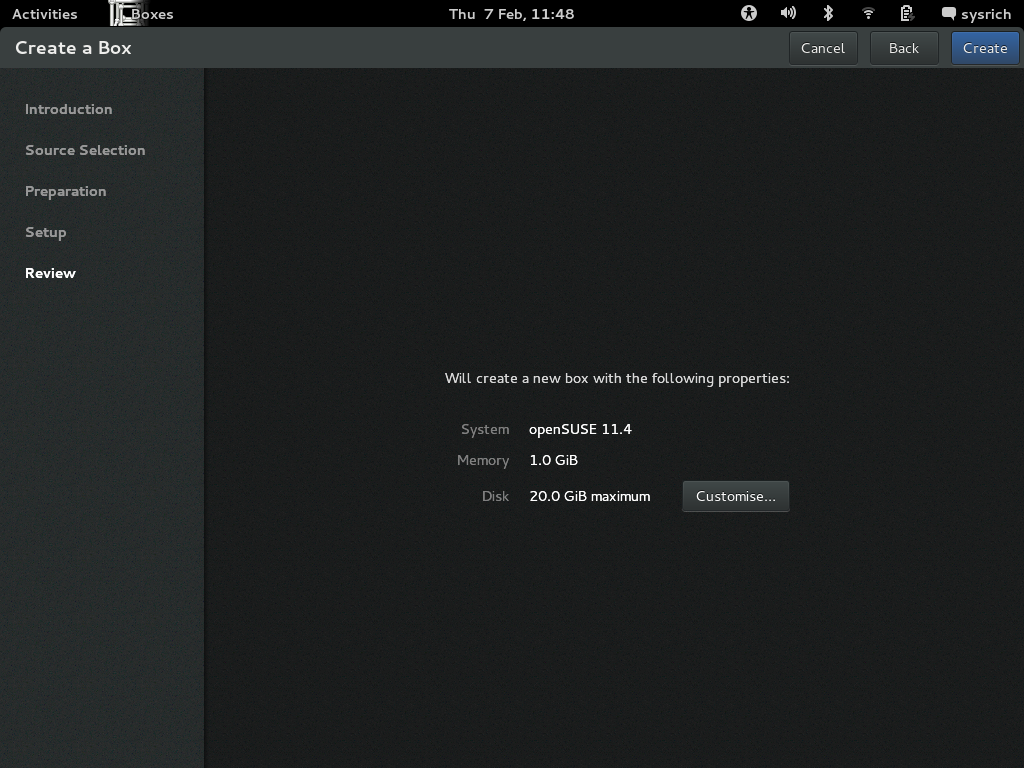 Activities Boxes Thu 7 Feb, 11:48 sysrich
Create a Box Cancel Back Create
Introduction
Source Selection
Preparation
Setup
Review
Will create a new box with the following properties:
System openSUSE 11.4
Memory 1.0 GiB
Disk 20.0 GiB maximum Customise...